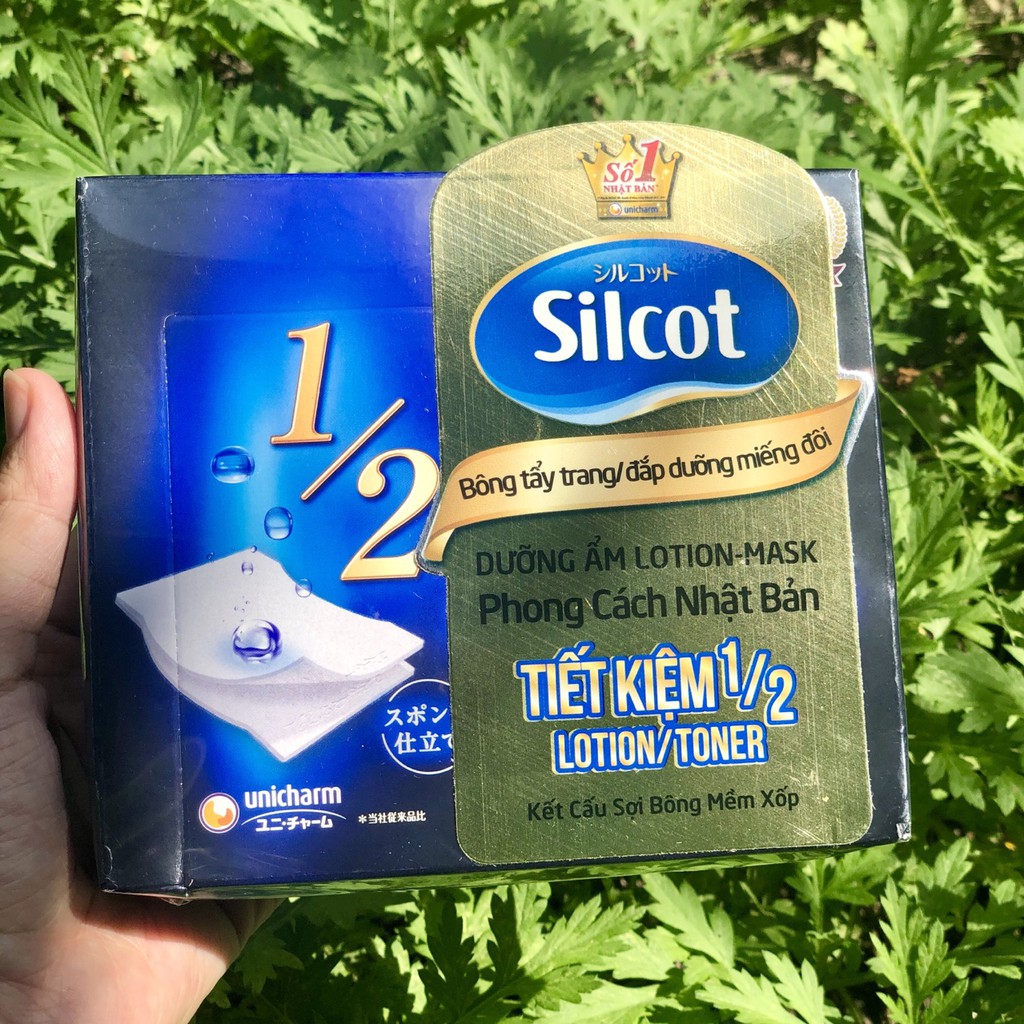 Số 1
NHẬT BẢN
unicharm
シルコット
Silcot
Bông tẩy trang/đắp dưỡng miếng đôi
DƯỠNG ẨM LOTION-MASK
Phong Cách Nhật Bản
TIẾT KIỆM 1/2
LOTION/TONER
Kết Cấu Sợi Bông Mềm Xốp
1/2
スポン
仕立て
unicharm
ユニ・チャーム
*当社従来品比